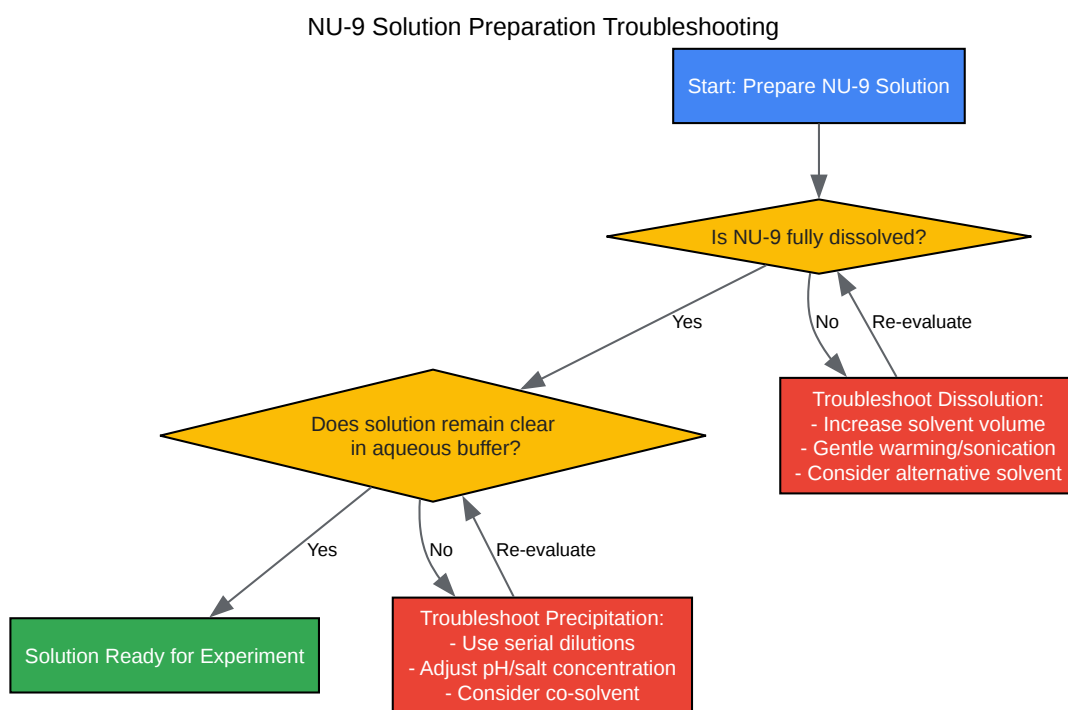 NU-9 Solution Preparation Troubleshooting
Start: Prepare NU-9 Solution
Is NU-9 fully dissolved?
Yes
No
Re-evaluate
Troubleshoot Dissolution:
- Increase solvent volume
- Gentle warming/sonication
- Consider alternative solvent
Does solution remain clear
in aqueous buffer?
Yes
No
Re-evaluate
Solution Ready for Experiment
Troubleshoot Precipitation:
- Use serial dilutions
- Adjust pH/salt concentration
- Consider co-solvent